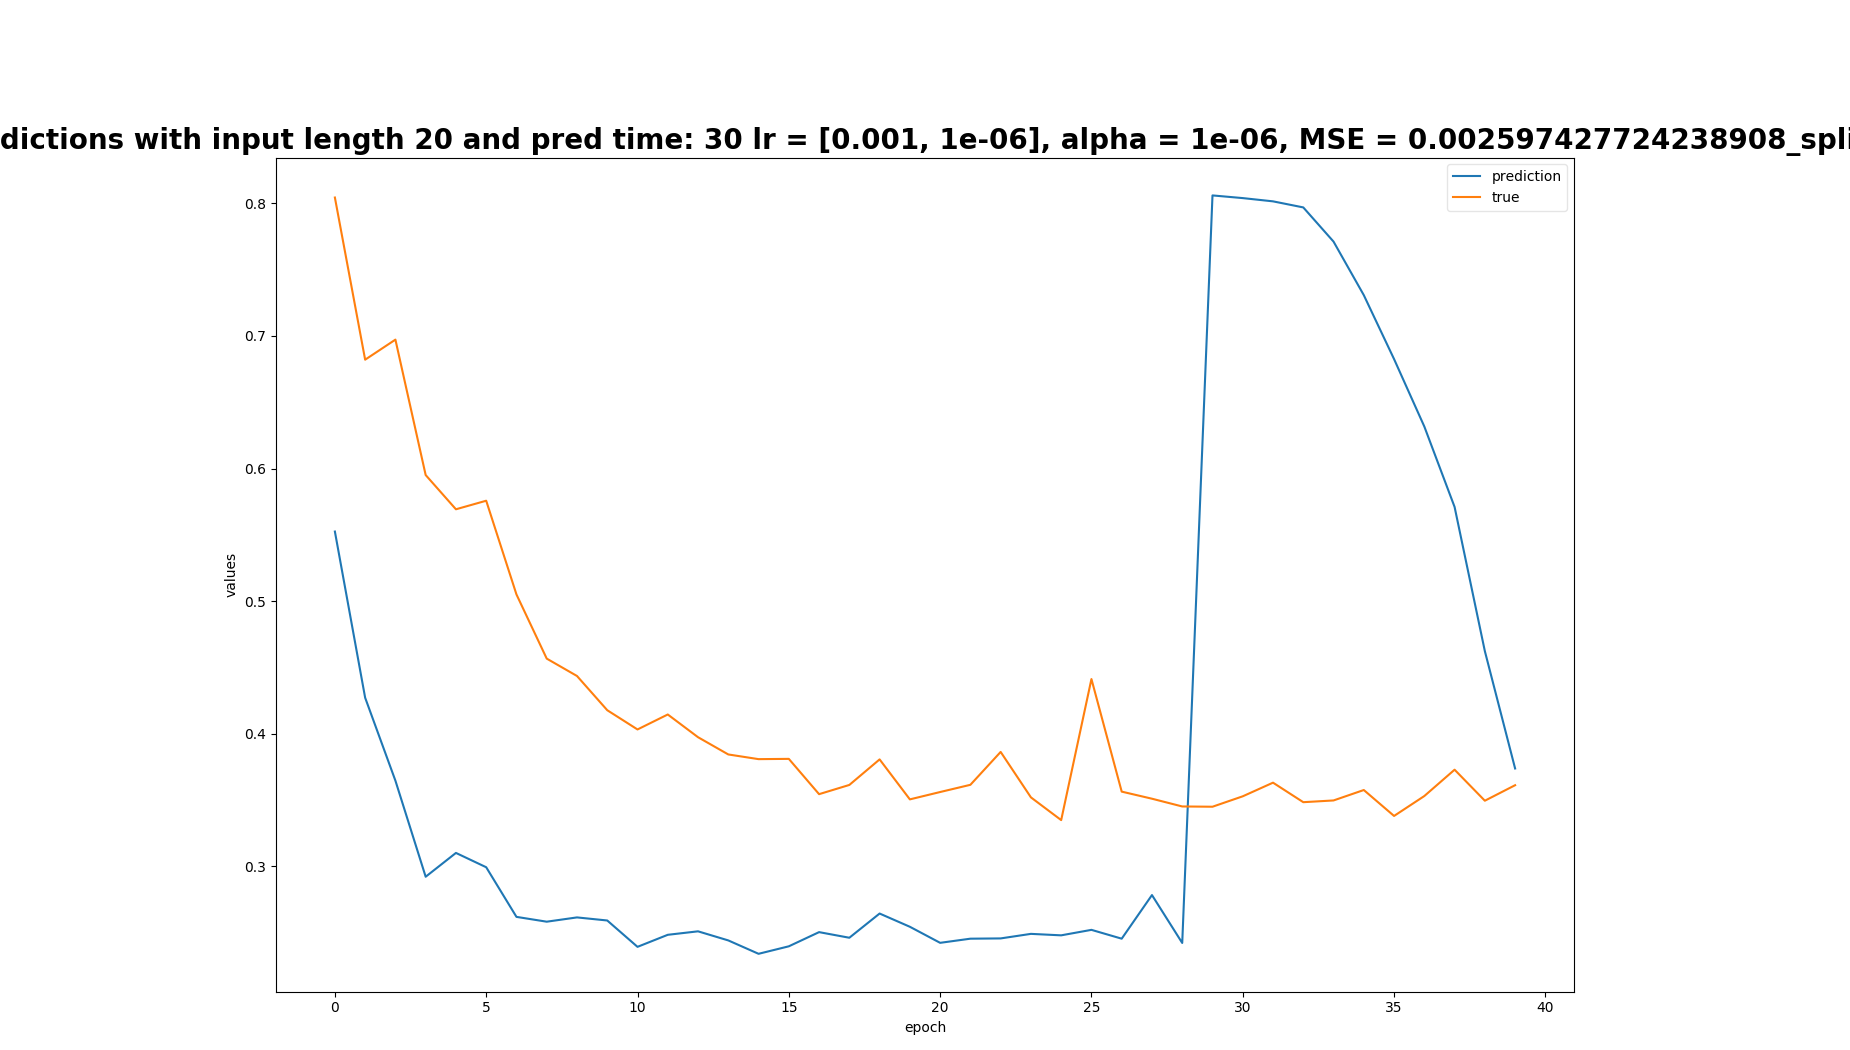 dictions with input length 20 and pred time: 30 lr = [0.001, 1e-06], alpha = 1e-06, MSE = 0.002597427724238908_spli
prediction
true
0.8
0.7
0.6
0.5
0.4
0.3
values
0 5 10 15 20 25 30 35 40
epoch